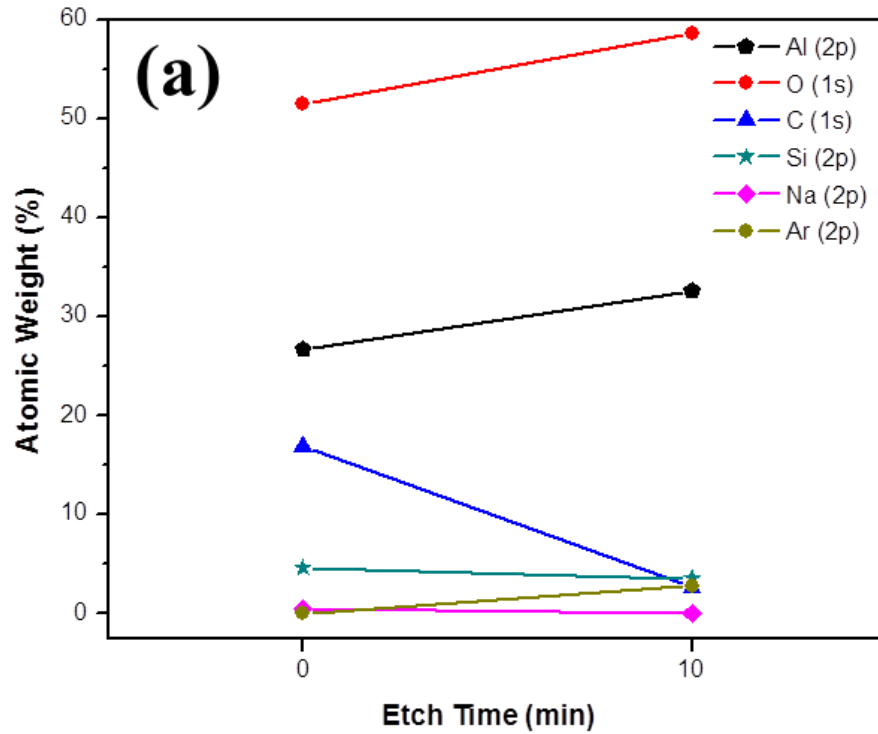 (a)
Al (2p)
O (1s)
C (1s)
Si (2p)
Na (2p)
Ar (2p)
Atomic Weight (%)
60
50
40
30
20
10
0
0 10
Etch Time (min)